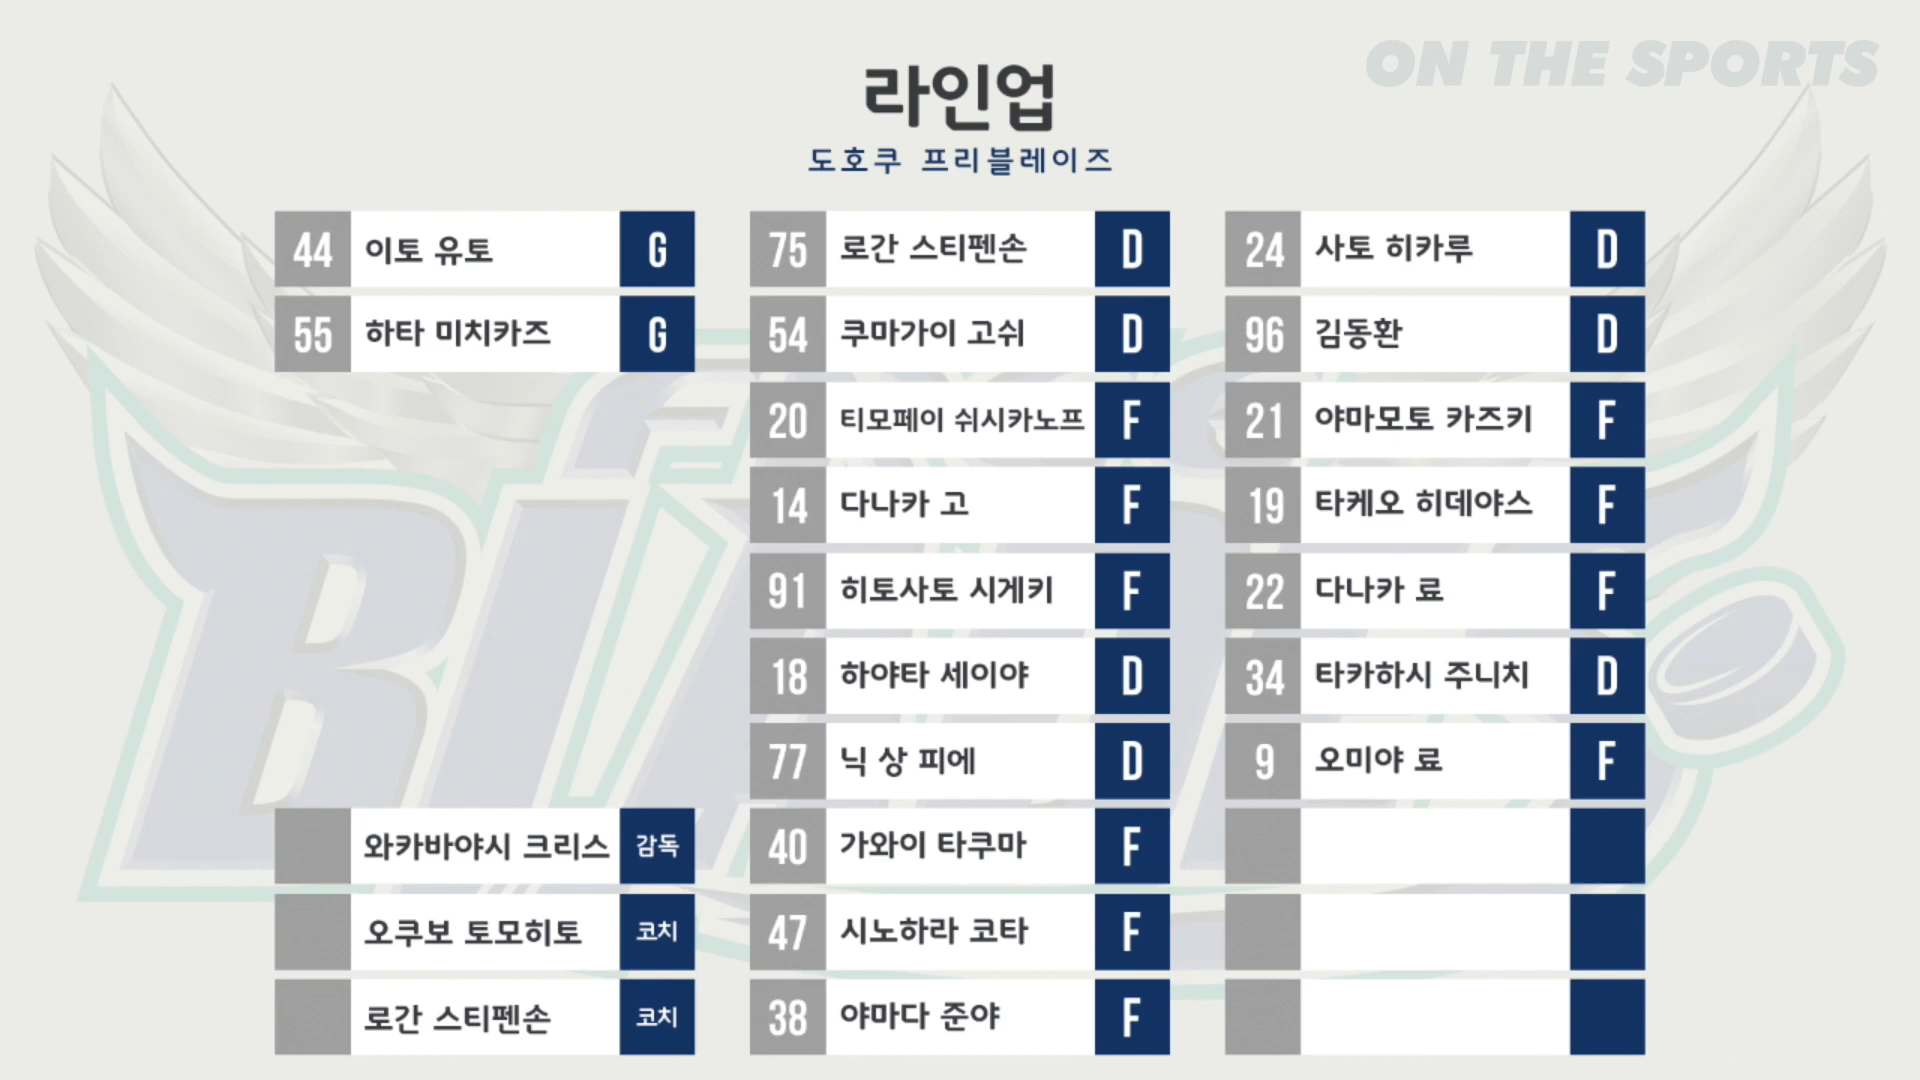 ON THE SPORTS
라인업
도호쿠 프리블레이즈
44 이토 유토 G
55 하타 미치카즈 G
와카바야시 크리스 감독
오쿠보 토모히토 코치
로간 스티펜손 코치
75 로간 스티펜손 D
54 쿠마가이 고쉬 D
20 티모페이 쉬시카노프 F
14 다나카 고 F
91 히토사토 시게키 F
18 하야타 세이야 D
77 닉 상 피에 D
40 가와이 타쿠마 F
47 시노하라 코타 F
38 야마다 준야 F
24 사토 히카루 D
96 김동환 D
21 야마모토 카즈키 F
19 타케오 히데야스 F
22 다나카 료 F
34 타카하시 주니치 D
9 오미야 료 F